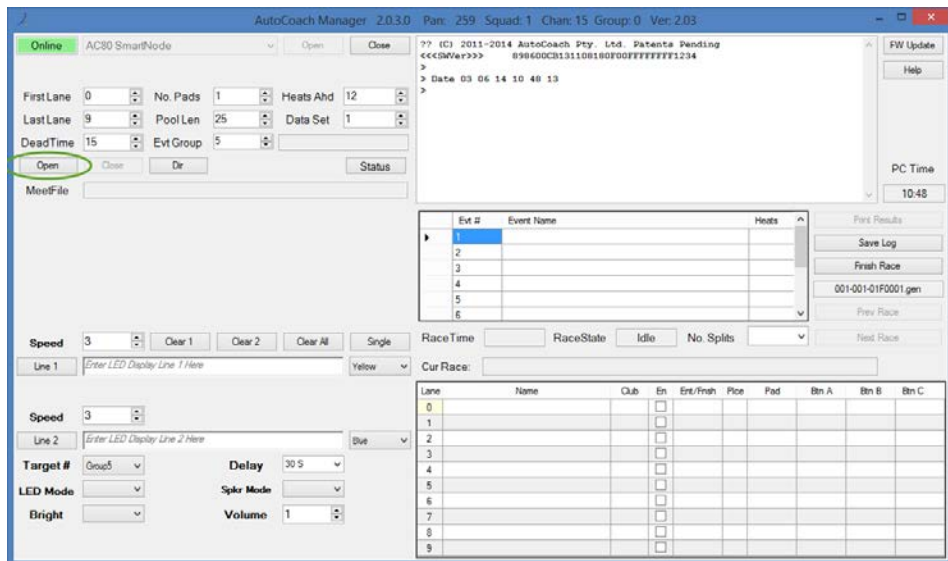 AutoCoach Manager 2.0.3.0 Pan: 259 Squad: 1 Chan: 15 Group: 0 Ver: 2.03
Online AC80 SmartNode Open Close
?? (C) 2011-2014 AutoCoach Pty. Ltd. Patents Pending
<<<SWVer>>> 898600CB131108180F00FFFFFFFF1234
>
> Date 03 06 14 10 48 13
>
FW Update
Help
First Lane 0 No. Pads 1 Heats Ahd 12
Last Lane 9 Pool Len 25 Data Set 1
DeadTime 15 Evt Group 5
Open Close Dir Status
PC Time
MeetFile
10:48
Evt # Event Name Heats
1
2
3
4
5
6
Print Results
Save Log
Finish Race
001-001-01F0001.gen
Prev Race
Next Race
Speed 3 Clear 1 Clear 2 Clear All Single
RaceTime RaceState Idle No. Splits
Line 1 Enter LED Display Line 1 Here Yellow
Cur Race:
Lane Name Club En Ent/Fnsh Plce Pad Btn A Btn B Btn C
0
1
2
3
4
5
6
7
8
9
Speed 3
Line 2 Enter LED Display Line 2 Here Blue
Target # Group5 Delay 30 S
LED Mode Spkr Mode
Bright Volume 1